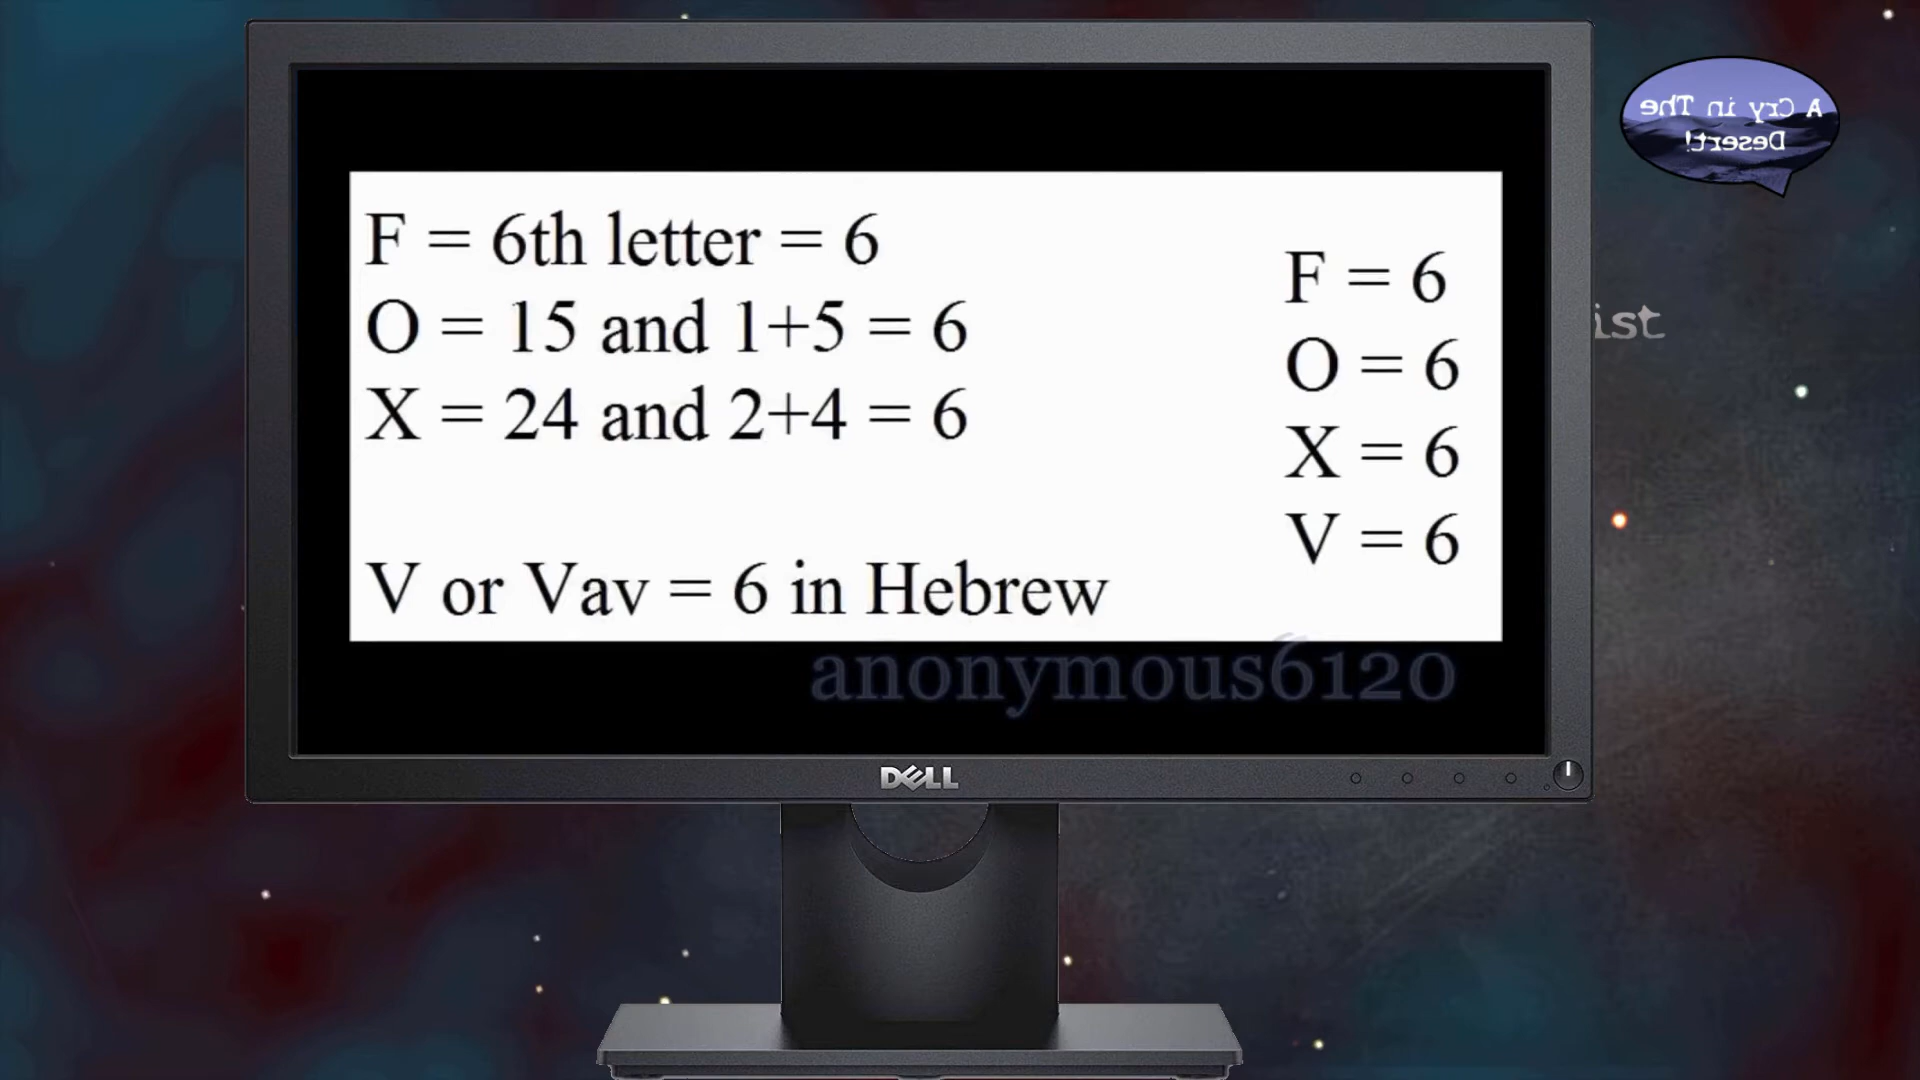 F = 6th letter = 6
O = 15 and 1+5 = 6
X = 24 and 2+4 = 6
V or Vav = 6 in Hebrew
F = 6
O = 6
X = 6
V = 6
anonymous6120
DELL
A Cry in The
Desert!
ist